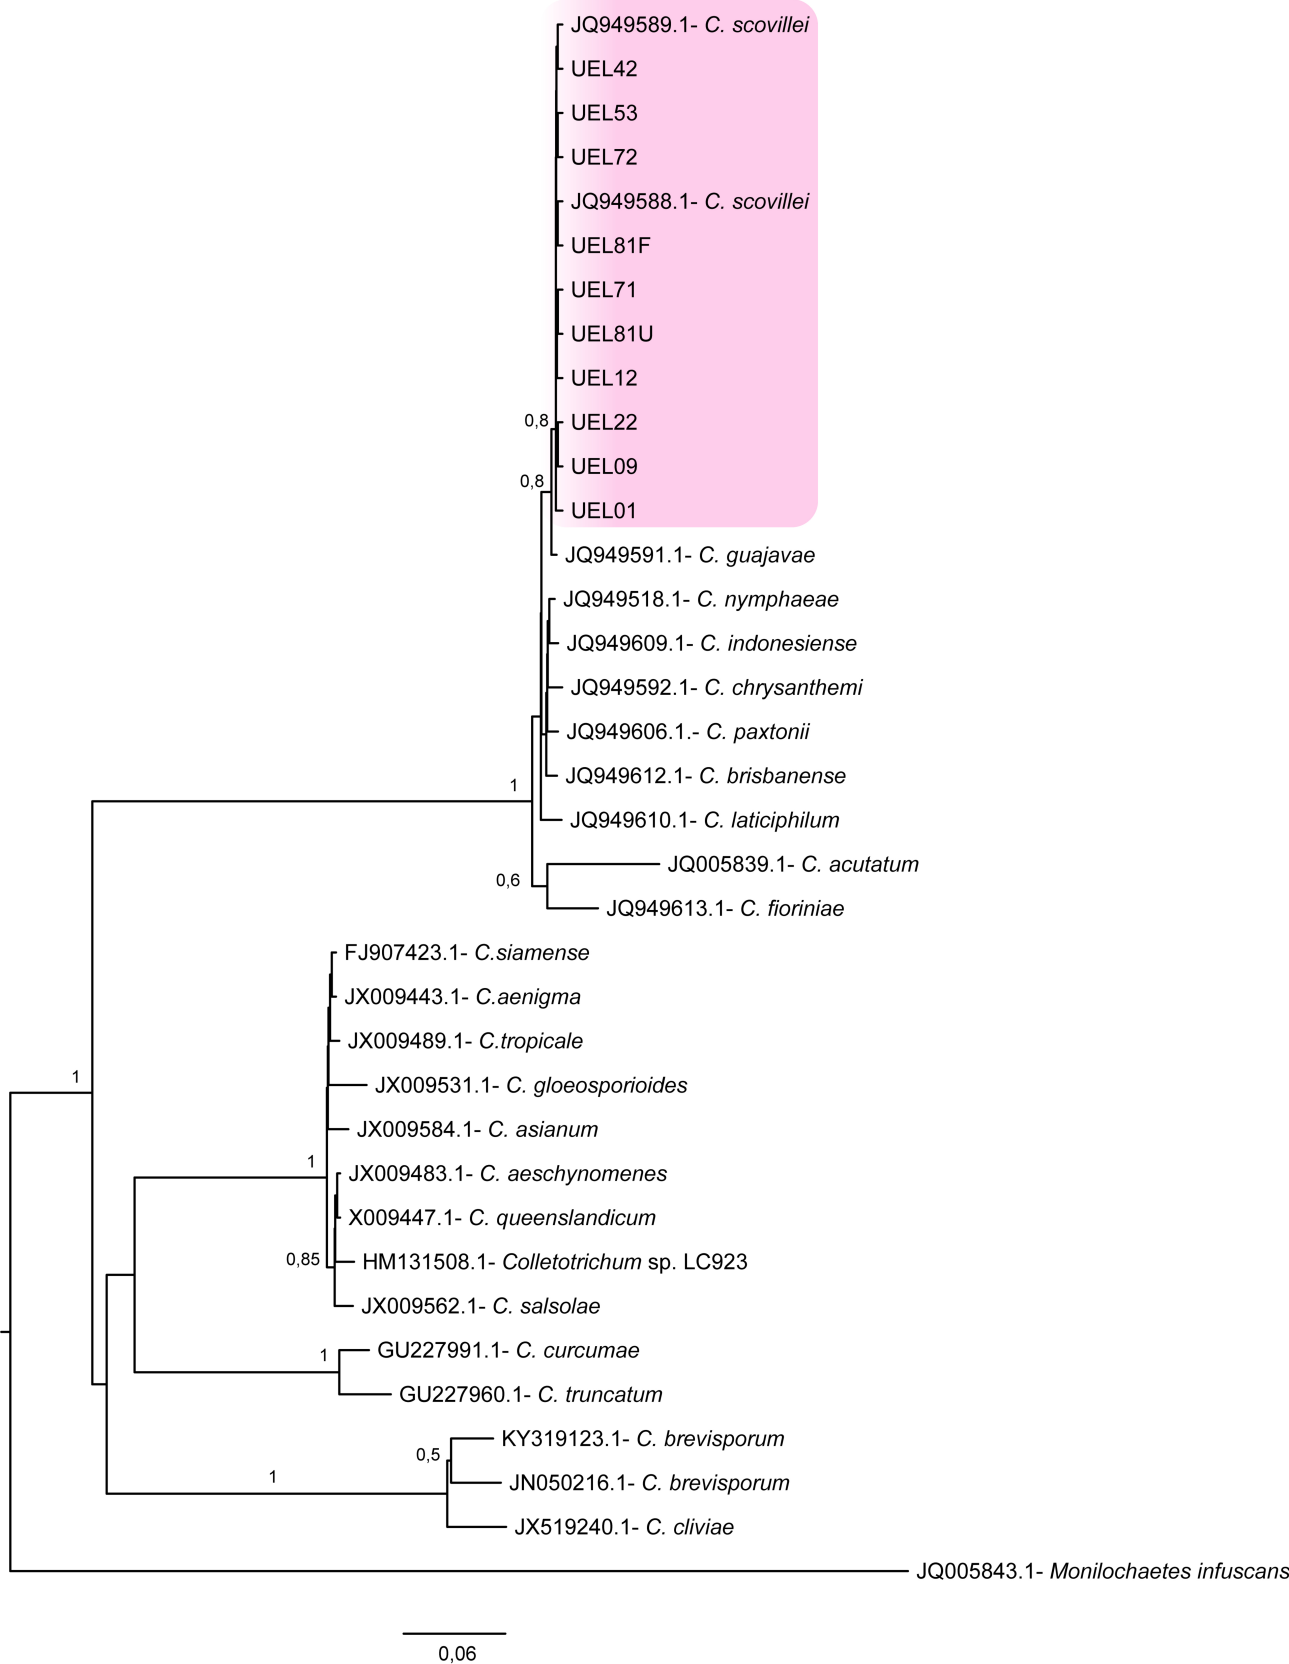 JQ949589.1- C. scovillei
UEL42
UEL53
UEL72
JQ949588.1- C. scovillei
UEL81F
UEL71
UEL81U
UEL12
0,8
UEL22
UEL09
0,8
UEL01
JQ949591.1- C. guajavae
JQ949518.1- C. nymphaeae
JQ949609.1- C. indonesiense
JQ949592.1- C. chrysanthemi
JQ949606.1.- C. paxtonii
JQ949612.1- C. brisbanense
1
JQ949610.1- C. laticiphilum
JQ005839.1- C. acutatum
0,6
JQ949613.1- C. fioriniae
FJ907423.1- C.siamense
JX009443.1- C.aenigma
JX009489.1- C.tropicale
1
JX009531.1- C. gloeosporioides
JX009584.1- C. asianum
1
JX009483.1- C. aeschynomenes
X009447.1- C. queenslandicum
0,85
HM131508.1- Colletotrichum sp. LC923
JX009562.1- C. salsolae
1
GU227991.1- C. curcumae
GU227960.1- C. truncatum
KY319123.1- C. brevisporum
0,5
1
JN050216.1- C. brevisporum
JX519240.1- C. cliviae
JQ005843.1- Monilochaetes infuscans
0,06